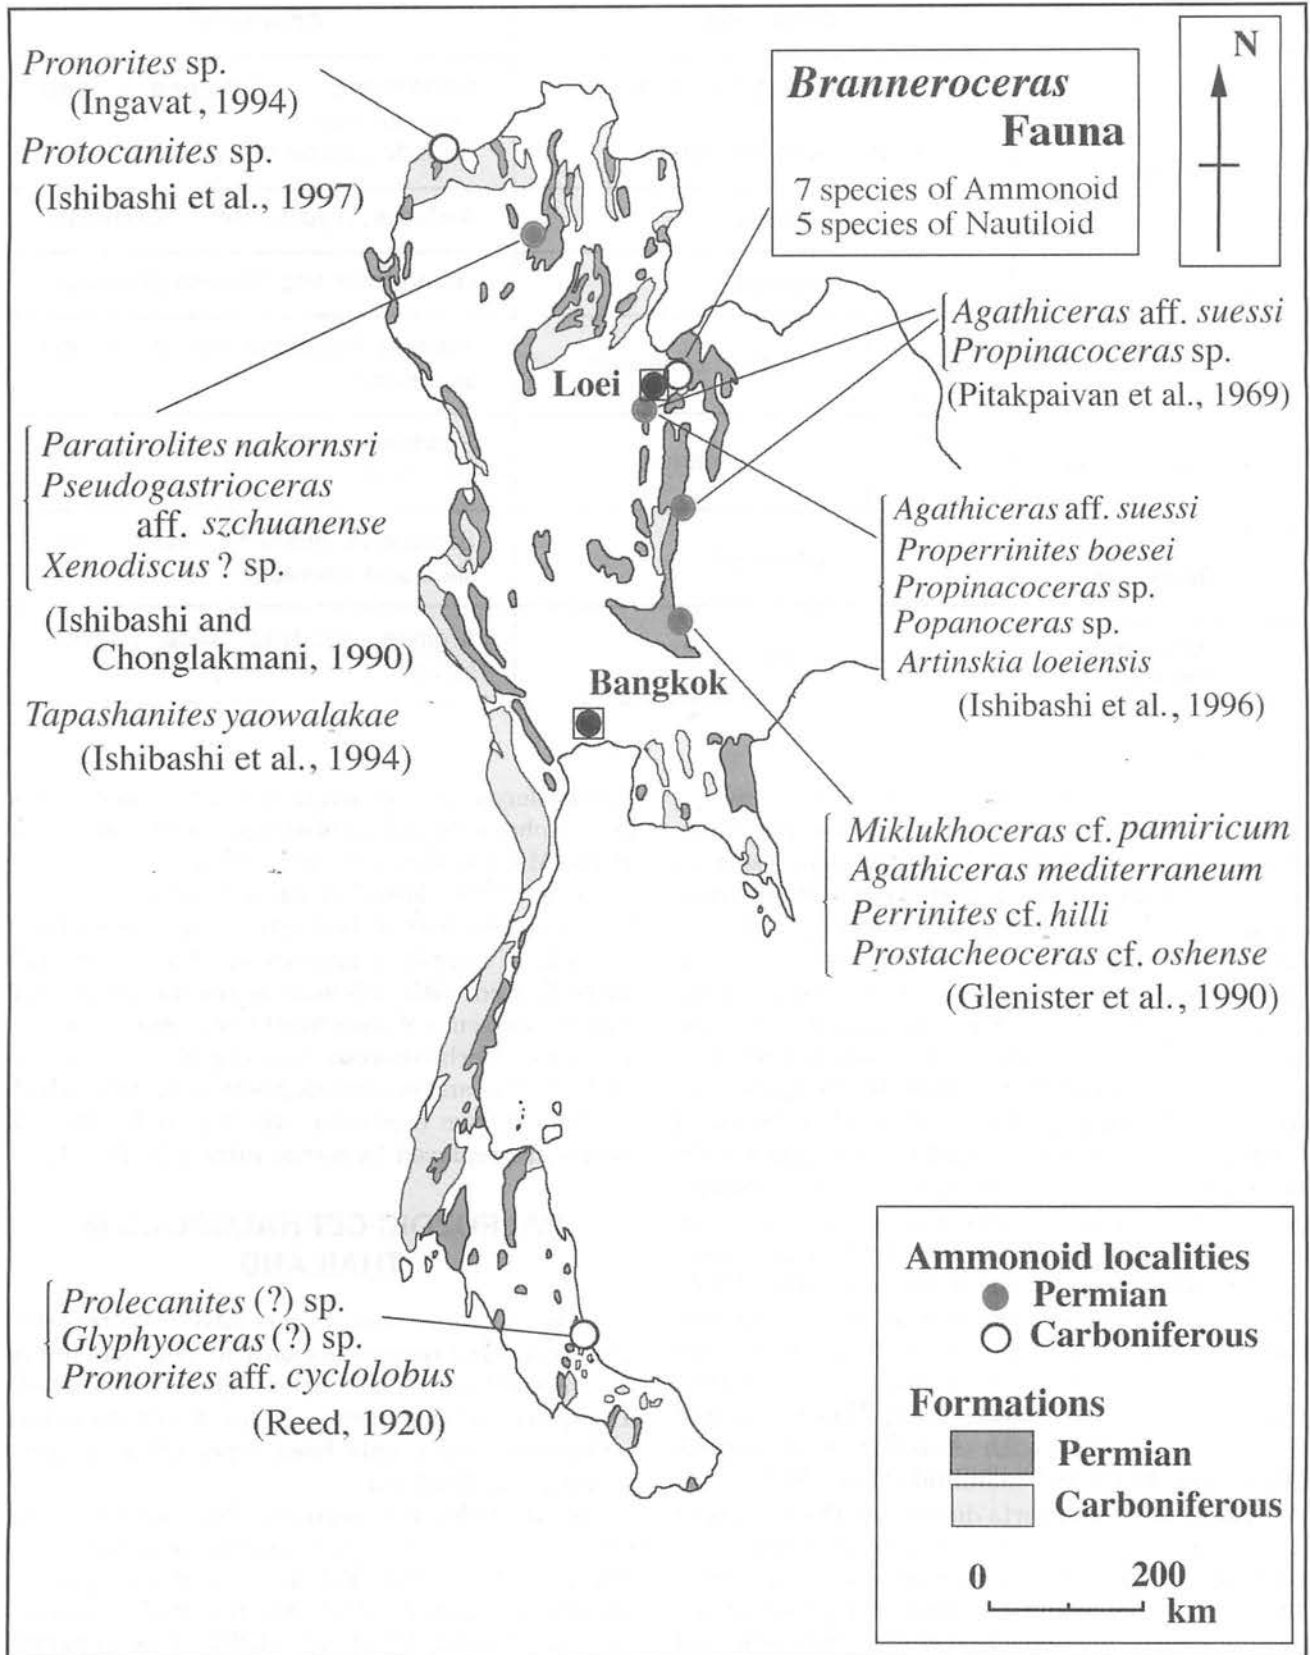 Pronorites sp.
(Ingavat, 1994)
Protocanites sp.
(Ishibashi et al., 1997)
Branneroceras
Fauna
7 species of Ammonoid
5 species of Nautiloid
N
Agathiceras aff. suessi
Propinacoceras sp.
(Pitakpaivan et al., 1969)
Loei
Paratirolites nakornsri
Pseudogastrioceras
aff. szchuanense
Xenodiscus ? sp.
(Ishibashi and
Chonglakmani, 1990)
Tapashanites yaowalakae
(Ishibashi et al., 1994)
Agathiceras aff. suessi
Properrinites boesei
Propinacoceras sp.
Popanoceras sp.
Artinskia loeiensis
(Ishibashi et al., 1996)
Bangkok
Miklukhoceras cf. pamiricum
Agathiceras mediterraneum
Perrinites cf. hilli
Prostacheoceras cf. oshense
(Glenister et al., 1990)
Prolecanites (?) sp.
Glyphyoceras (?) sp.
Pronorites aff. cyclolobus
(Reed, 1920)
Ammonoid localities
Permian
Carboniferous
Formations
Permian
Carboniferous
0 200
km